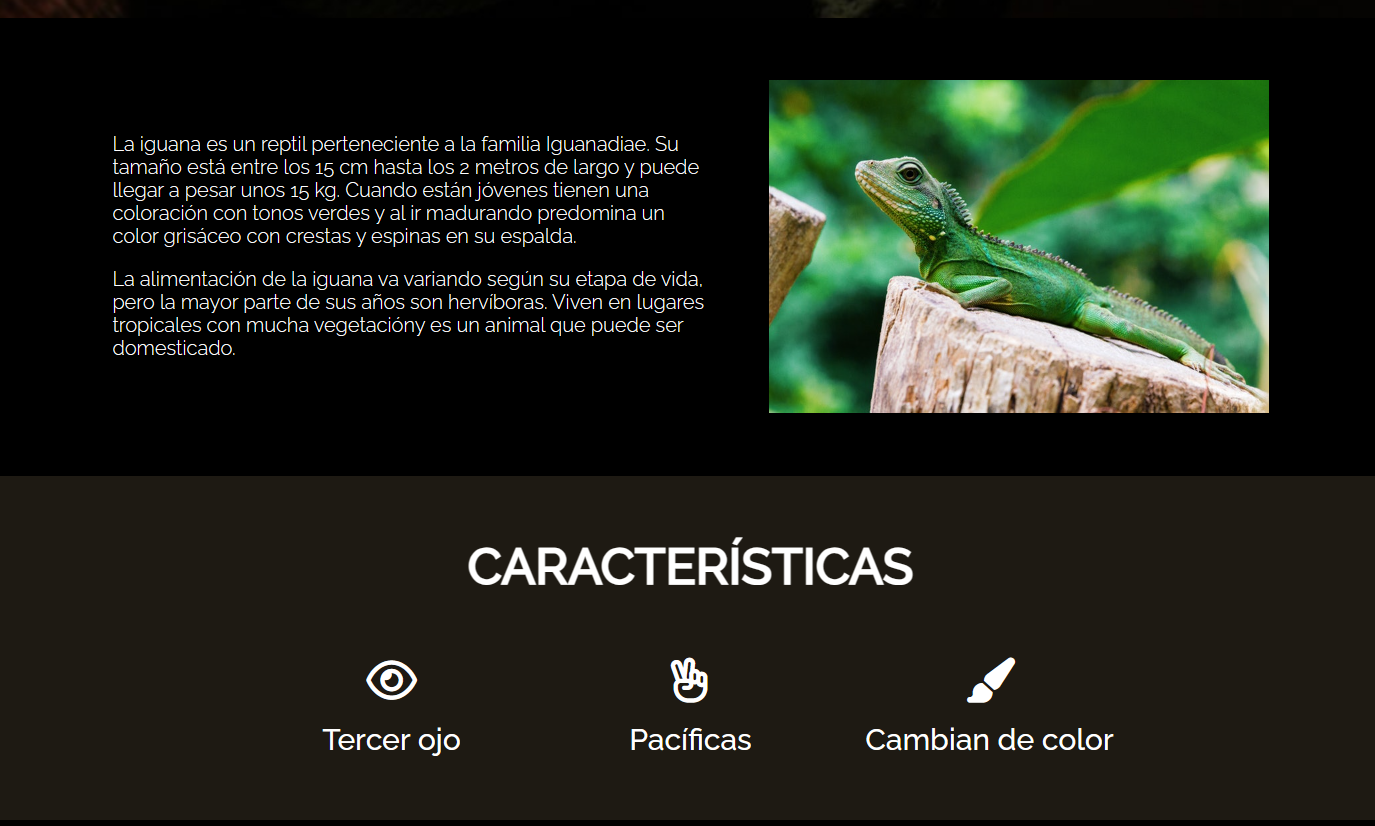 La iguana es un reptil perteneciente a la familia Iguanadiae. Su
tamaño está entre los 15 cm hasta los 2 metros de largo y puede
llegar a pesar unos 15 kg. Cuando están jóvenes tienen una
coloración con tonos verdes y al ir madurando predomina un
color grisáceo con crestas y espinas en su espalda.
La alimentación de la iguana va variando según su etapa de vida,
pero la mayor parte de sus años son hervíboras. Viven en lugares
tropicales con mucha vegetacióny es un animal que puede ser
domesticado.
CARACTERÍSTICAS
Tercer ojo
Pacíficas
Cambian de color